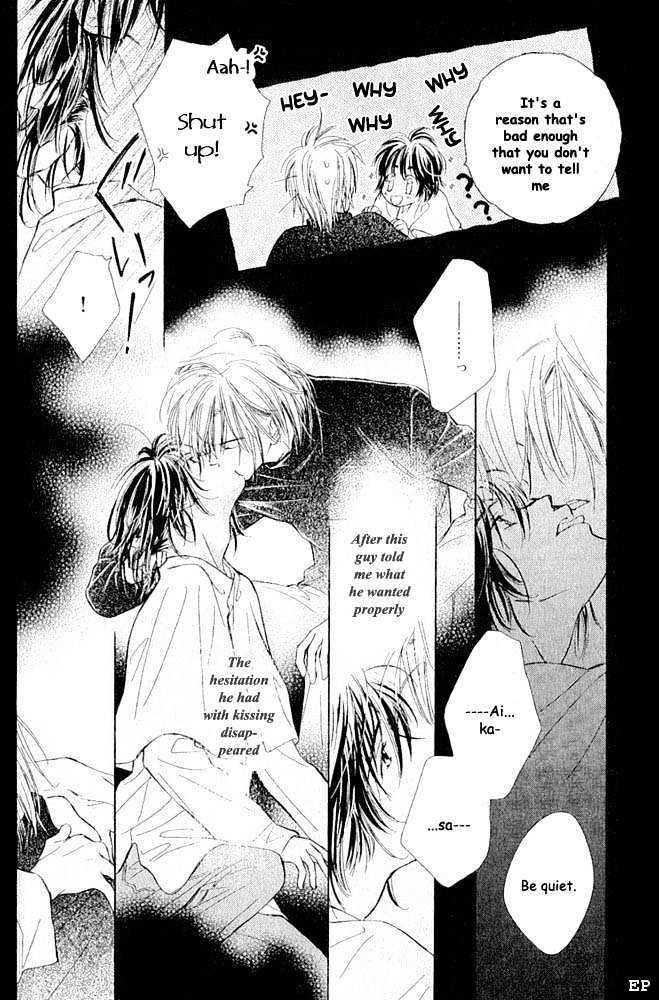 It's a
reason that's
bad enough
that you don't
want to tell
me
HEY-
WHY
WHY
WHY
WHY
???
Aah-!
Shut
up!
.........っ
!
After this
guy told
me what
he wanted
properly
The
hesitation
he had
with kissing
disap-
peared
----Ai...
ka-
...sa---
Be quiet.
EP